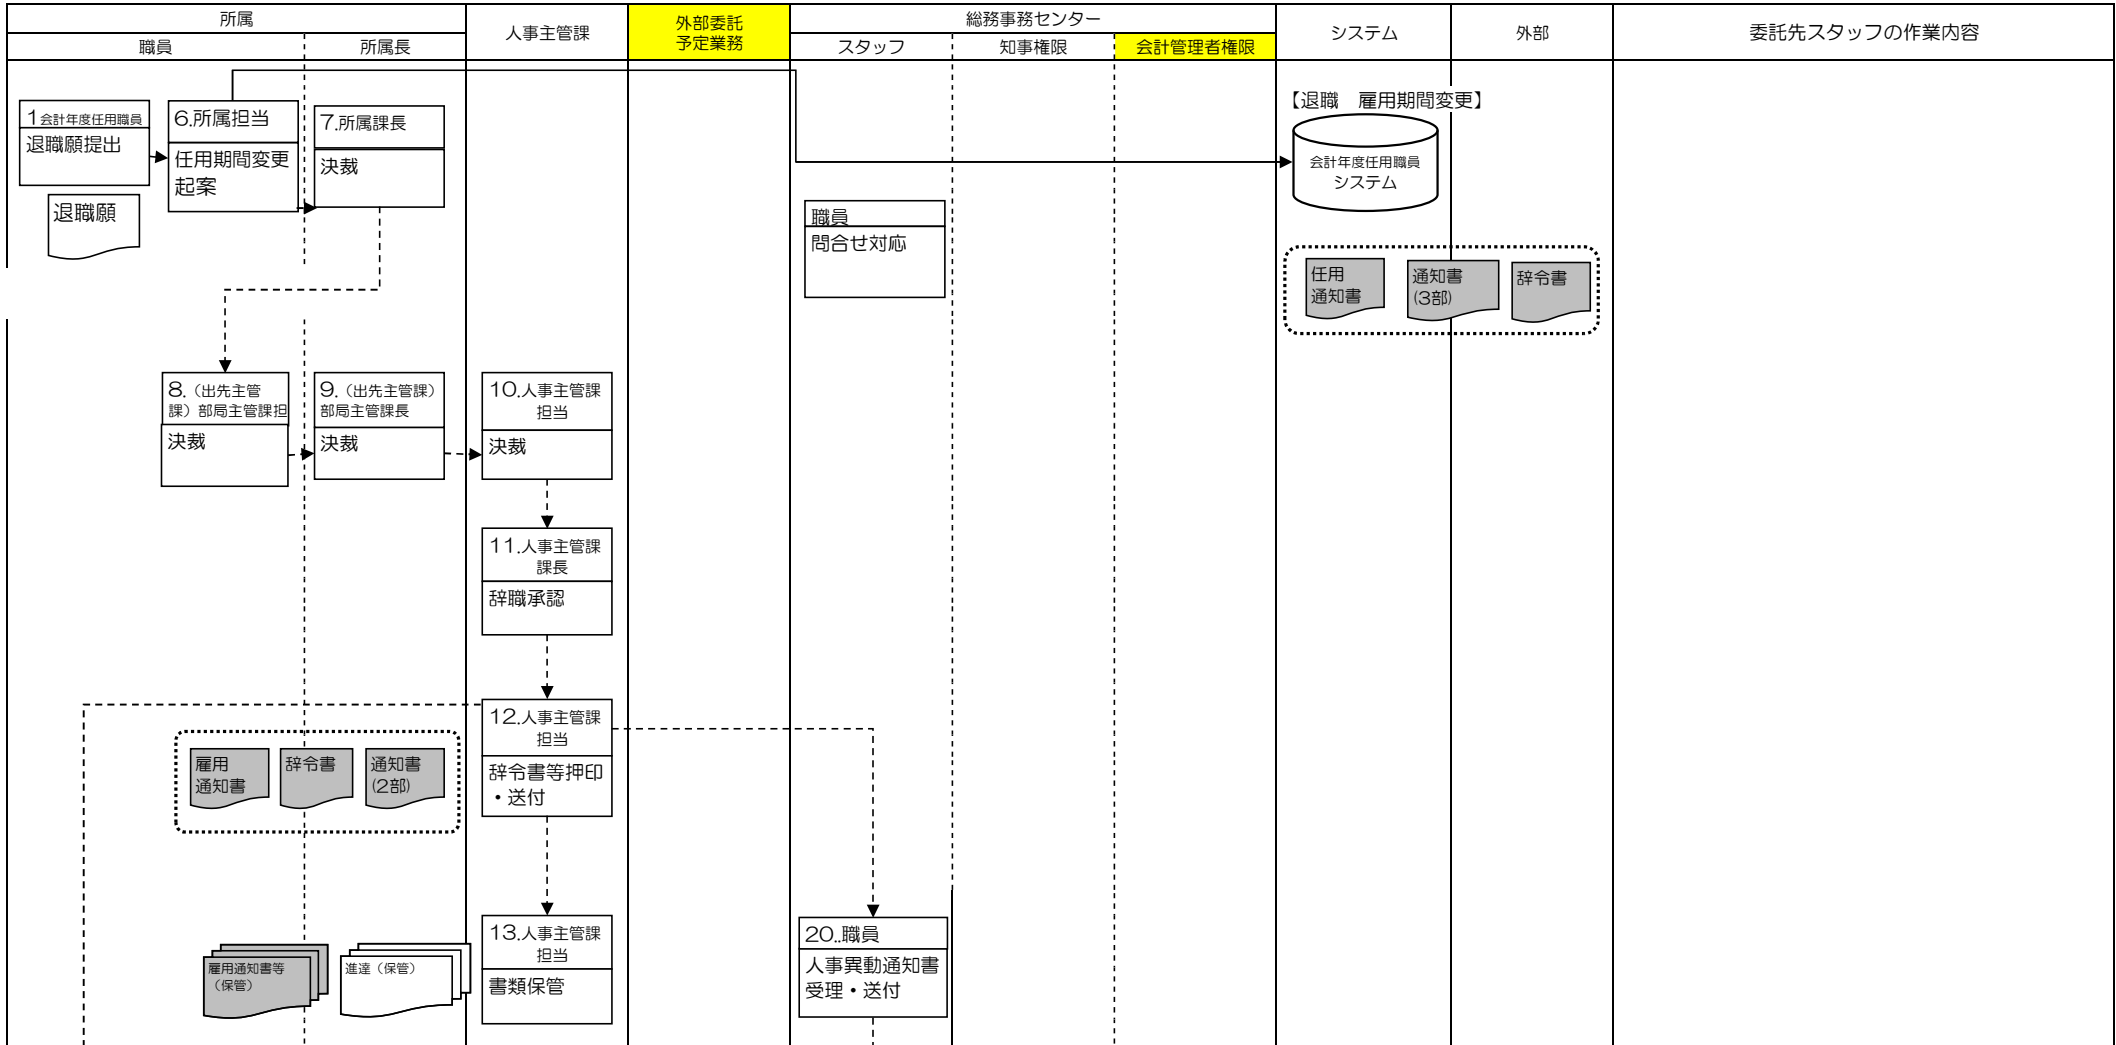 所属
職員
所属長
人事主管課
外部委託
予定業務
総務事務センター
スタッフ
知事権限
会計管理者権限
システム
外部
委託先スタッフの作業内容
1会計年度任用職員
退職願提出
退職願
6.所属担当
任用期間変更
起案
7.所属課長
決裁
職員
問合せ対応
【退職　雇用期間変更】
会計年度任用職員
システム
任用
通知書
通知書
(3部)
辞令書
8.（出先主管
課）部局主管課担
決裁
9.（出先主管課）
部局主管課長
決裁
10.人事主管課
担当
決裁
11.人事主管課
課長
辞職承認
12.人事主管課
担当
辞令書等押印
・送付
雇用
通知書
辞令書
通知書
(2部)
13.人事主管課
担当
書類保管
雇用通知書等
（保管）
進達（保管）
20..職員
人事異動通知書
受理・送付